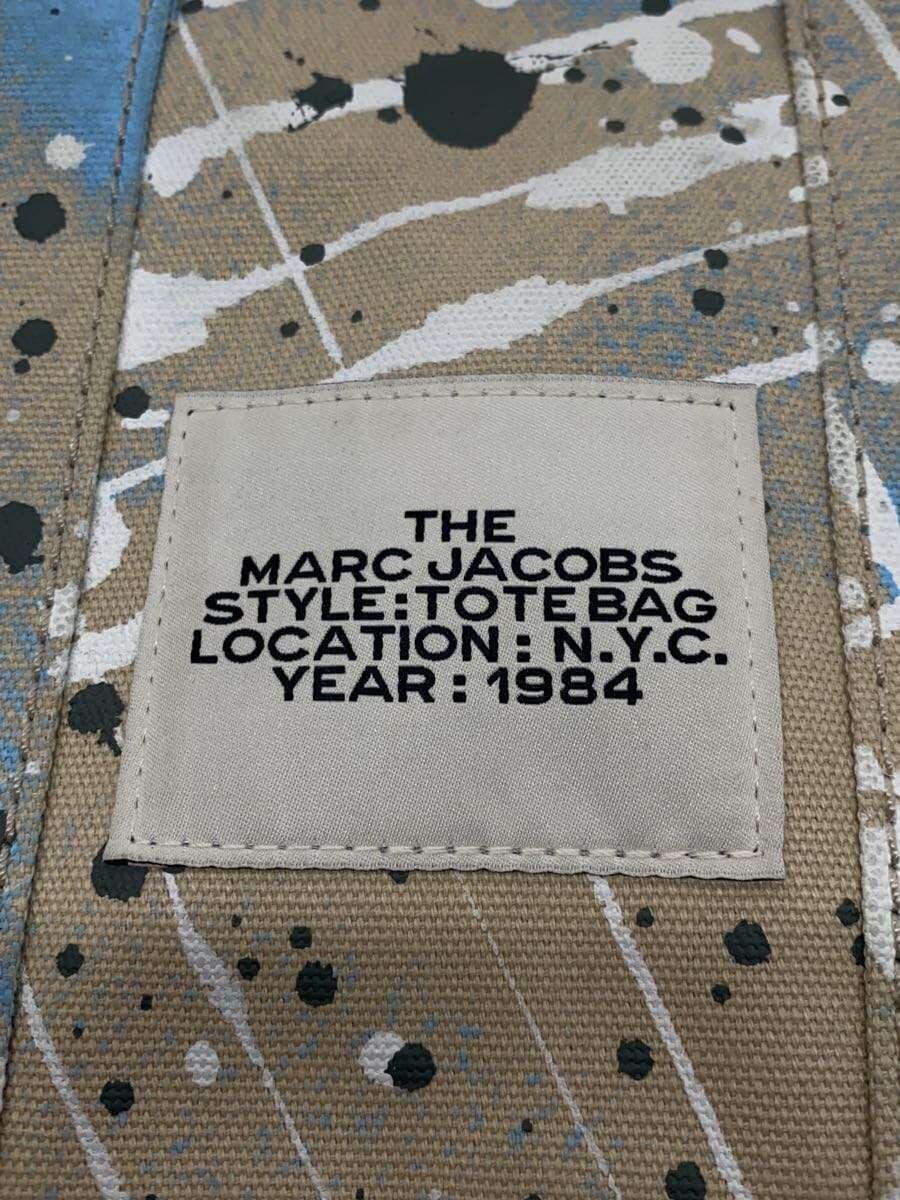 THE
MARC JACOBS
STYLE:TOTE BAG
LOCATION: N.Y.C.
YEAR: 1984